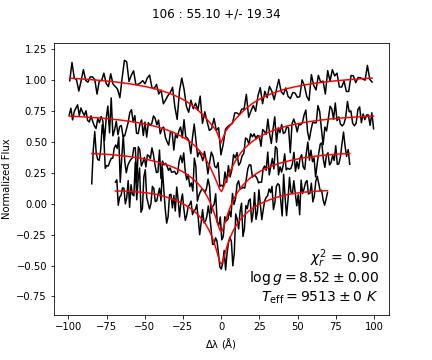 106 : 55.10 +/- 19.34
Normalized Flux
1.25
1.00
0.75
0.50
0.25
0.00
−0.25
−0.50
−0.75
χ²ᵣ = 0.90
log g = 8.52 ± 0.00
T_eff = 9513 ± 0 K
−100 −75 −50 −25 0 25 50 75 100
Δλ (Å)